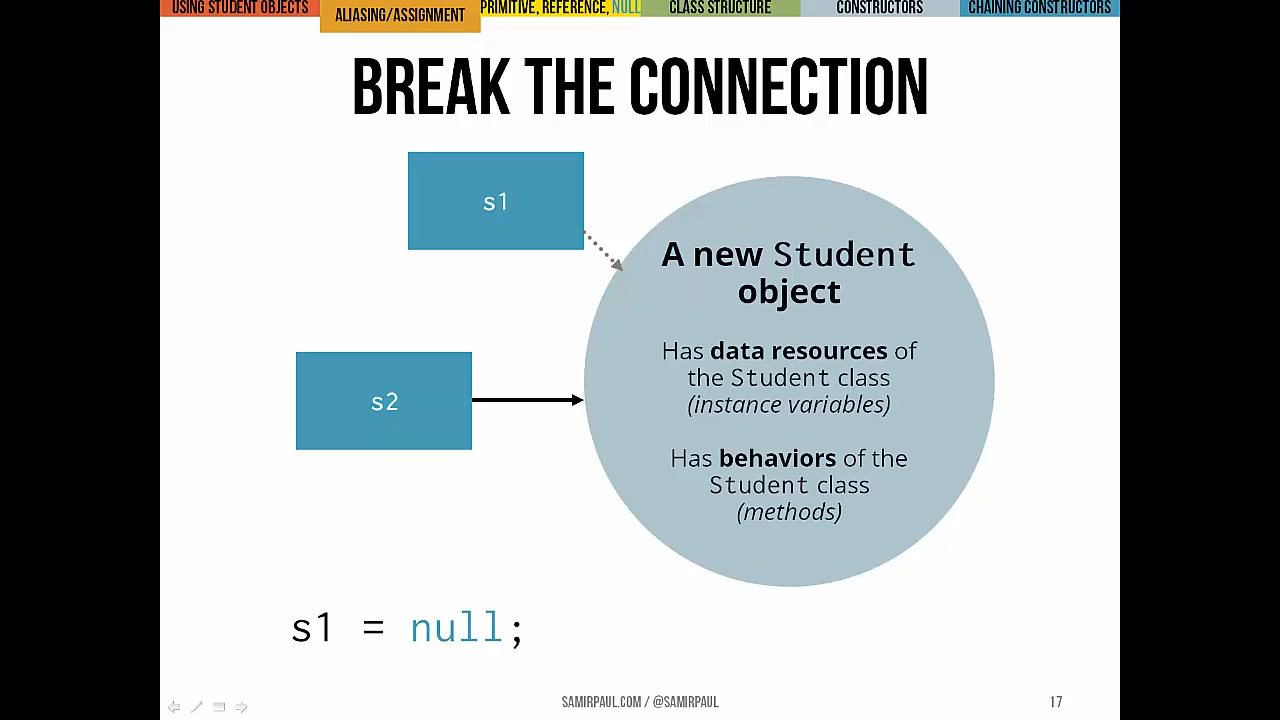 USING STUDENT OBJECTS
ALIASING/ASSIGNMENT
PRIMITIVE, REFERENCE, NULL
CLASS STRUCTURE
CONSTRUCTORS
CHAINING CONSTRUCTORS
BREAK THE CONNECTION
s1
A new Student
object
Has data resources of
the Student class
(instance variables)
s2
Has behaviors of the
Student class
(methods)
s1 = null;
SAMIRPAUL.COM / @SAMIRPAUL
17